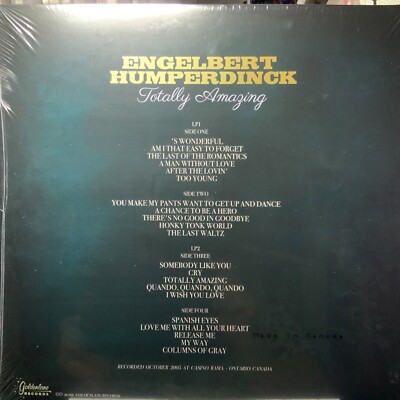 ENGELBERT
HUMPERDINCK
Totally Amazing
LP1
SIDE ONE
'S WONDERFUL
AM I THAT EASY TO FORGET
THE LAST OF THE ROMANTICS
A MAN WITHOUT LOVE
AFTER THE LOVIN'
TOO YOUNG
SIDE TWO
YOU MAKE MY PANTS WANT TO GET UP AND DANCE
A CHANCE TO BE A HERO
THERE'S NO GOOD IN GOODBYE
HONKY TONK WORLD
THE LAST WALTZ
LP2
SIDE THREE
SOMEBODY LIKE YOU
CRY
TOTALLY AMAZING
QUANDO, QUANDO, QUANDO
I WISH YOU LOVE
SIDE FOUR
SPANISH EYES
LOVE ME WITH ALL YOUR HEART
RELEASE ME
MY WAY
COLUMNS OF GRAY
Made in Canada
RECORDED OCTOBER 2005 AT CASINO RAMA - ONTARIO CANADA
Goldenlane
RECORDS